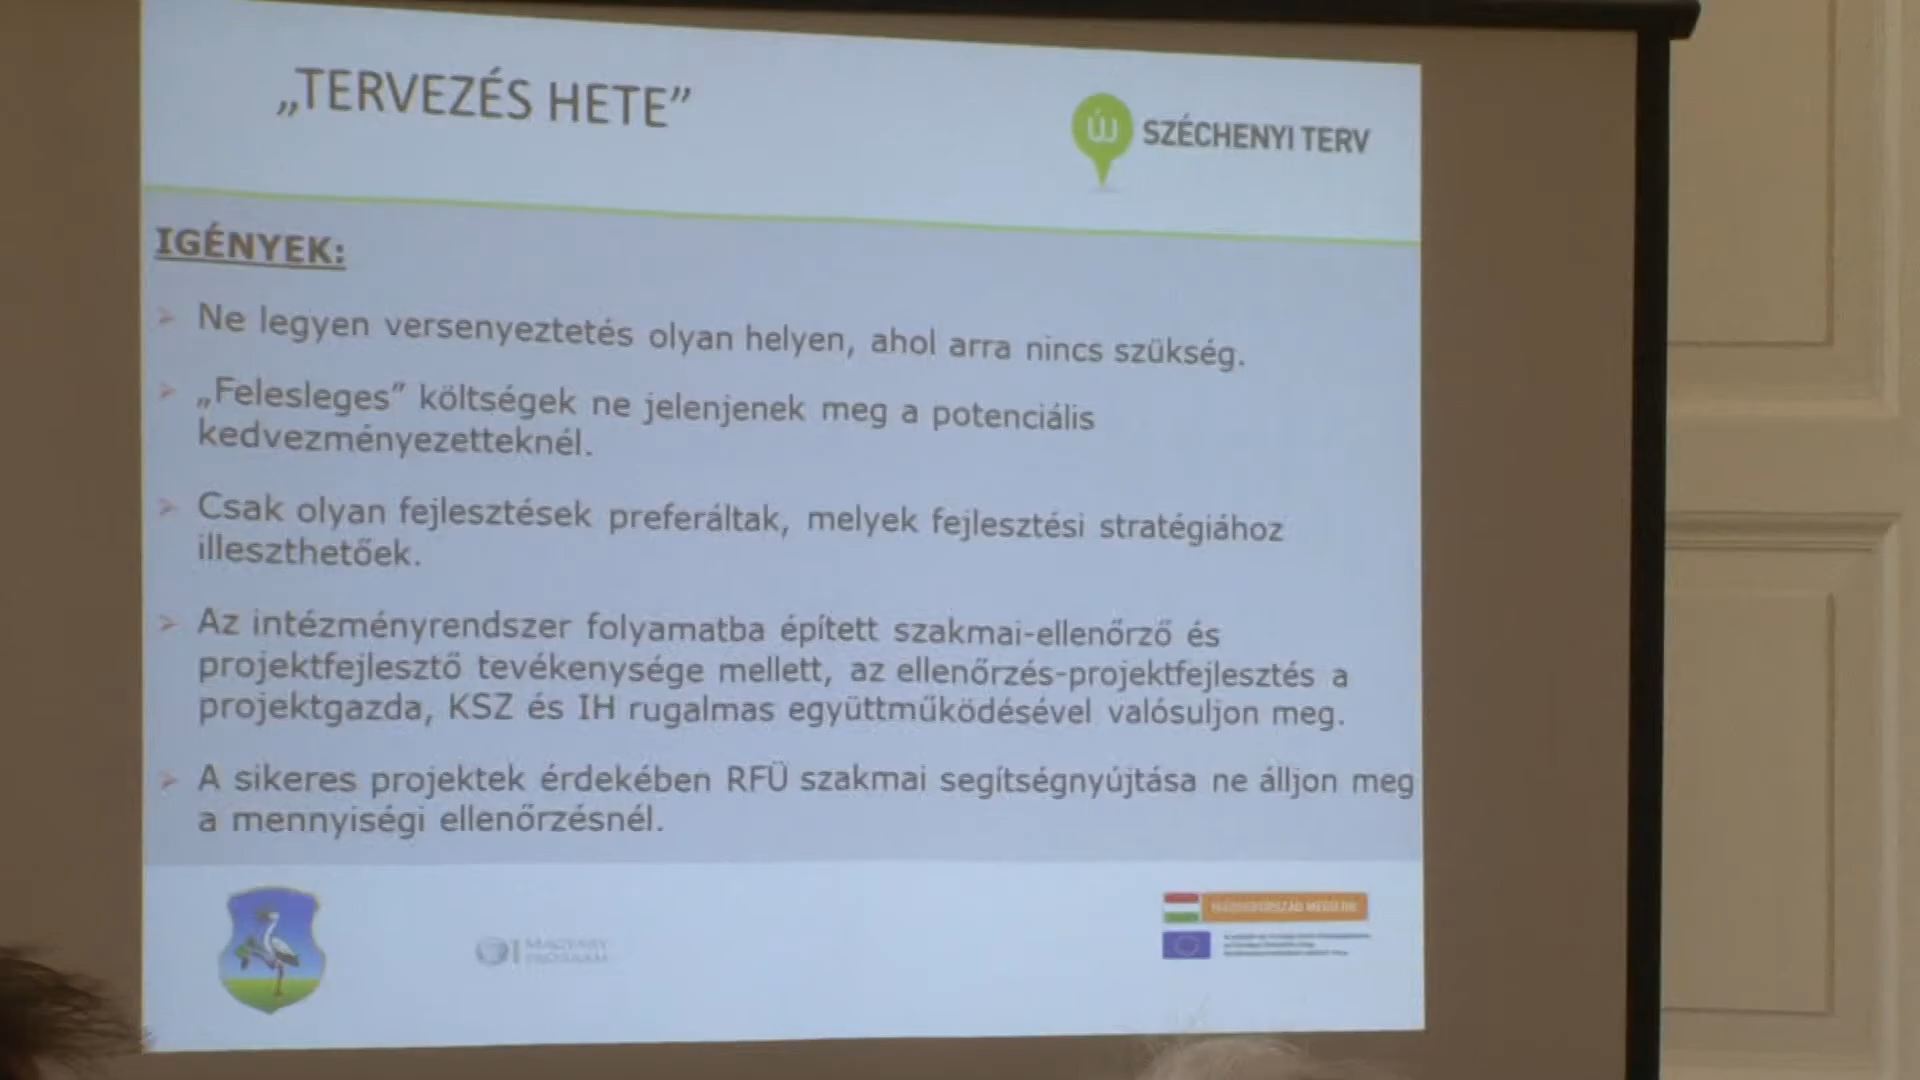 „TERVEZÉS HETE”
ÚJ SZÉCHENYI TERV
IGÉNYEK:
Ne legyen versenyeztetés olyan helyen, ahol arra nincs szükség.
„Felesleges” költségek ne jelenjenek meg a potenciális
kedvezményezetteknél.
Csak olyan fejlesztések preferáltak, melyek fejlesztési stratégiához
illeszthetőek.
Az intézményrendszer folyamatba épített szakmai-ellenőrző és
projektfejlesztő tevékenysége mellett, az ellenőrzés-projektfejlesztés a
projektgazda, KSZ és IH rugalmas együttműködésével valósuljon meg.
A sikeres projektek érdekében RFÜ szakmai segítségnyújtása ne álljon meg
a mennyiségi ellenőrzésnél.
MAGYARY
PROGRAM
MAGYARORSZÁG MEGÚJUL